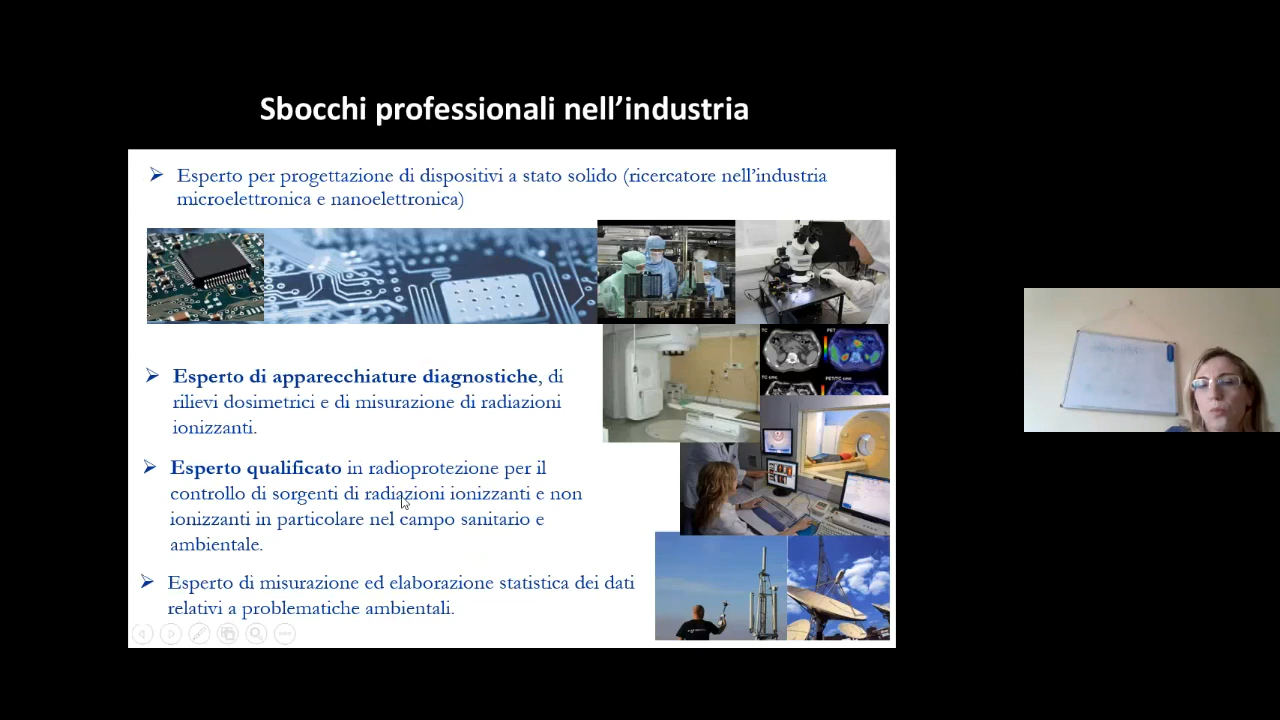 Sbocchi professionali nell’industria
Esperto per progettazione di dispositivi a stato solido (ricercatore nell’industria
microelettronica e nanoelettronica)
Esperto di apparecchiature diagnostiche, di
rilievi dosimetrici e di misurazione di radiazioni
ionizzanti.
Esperto qualificato in radioprotezione per il
controllo di sorgenti di radiazioni ionizzanti e non
ionizzanti in particolare nel campo sanitario e
ambientale.
Esperto di misurazione ed elaborazione statistica dei dati
relativi a problematiche ambientali.
TC
PET